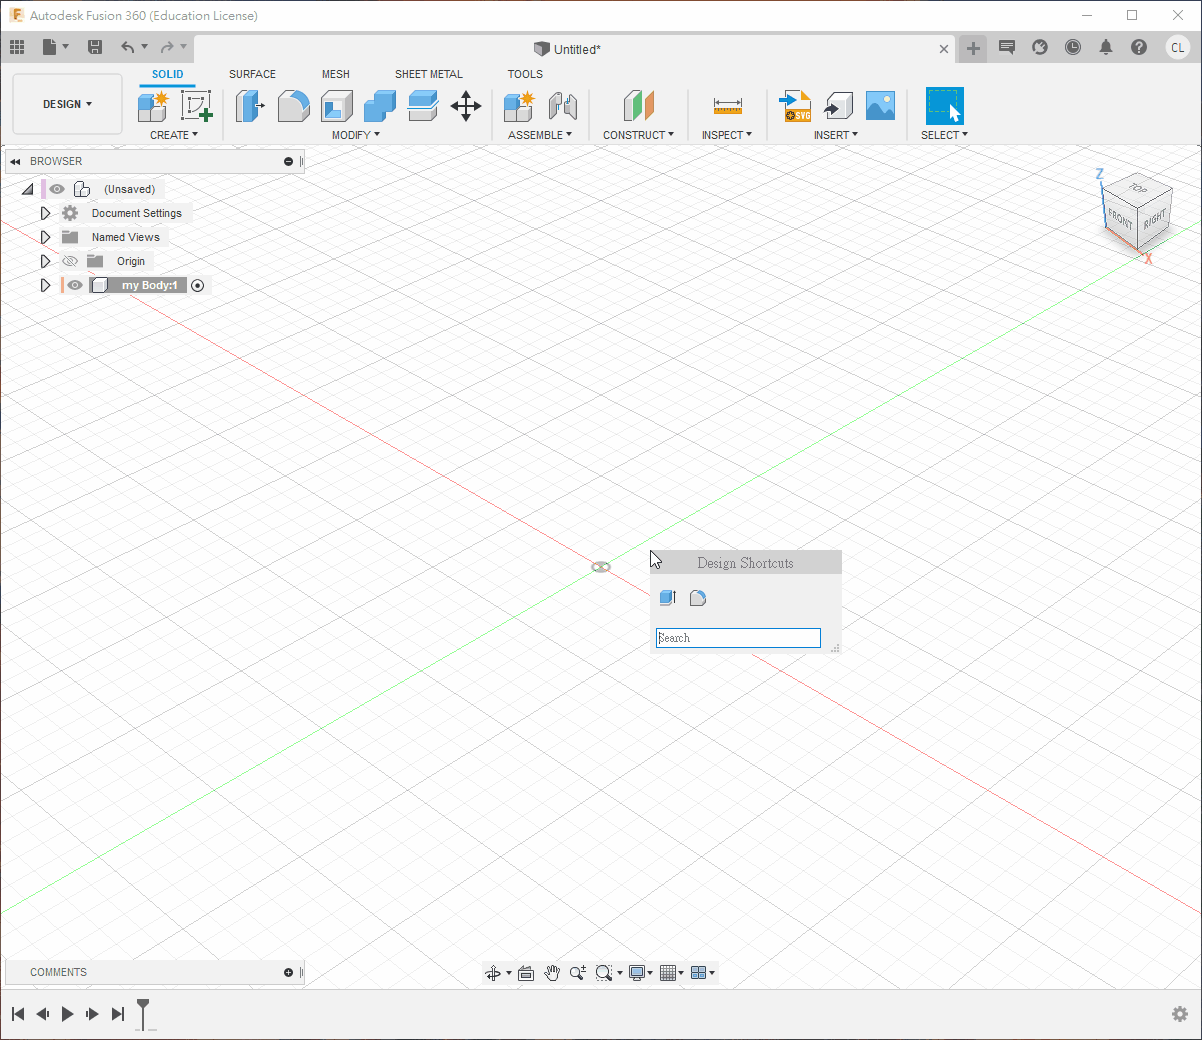 Autodesk Fusion 360 (Education License)
Untitled*
CL
SOLID SURFACE MESH SHEET METAL TOOLS
DESIGN
SVG
CREATE MODIFY ASSEMBLE CONSTRUCT INSPECT INSERT SELECT
BROWSER
(Unsaved)
Document Settings
Named Views
Origin
my Body:1
Z
TOP
FRONT
RIGHT
X
Design Shortcuts
Search
COMMENTS